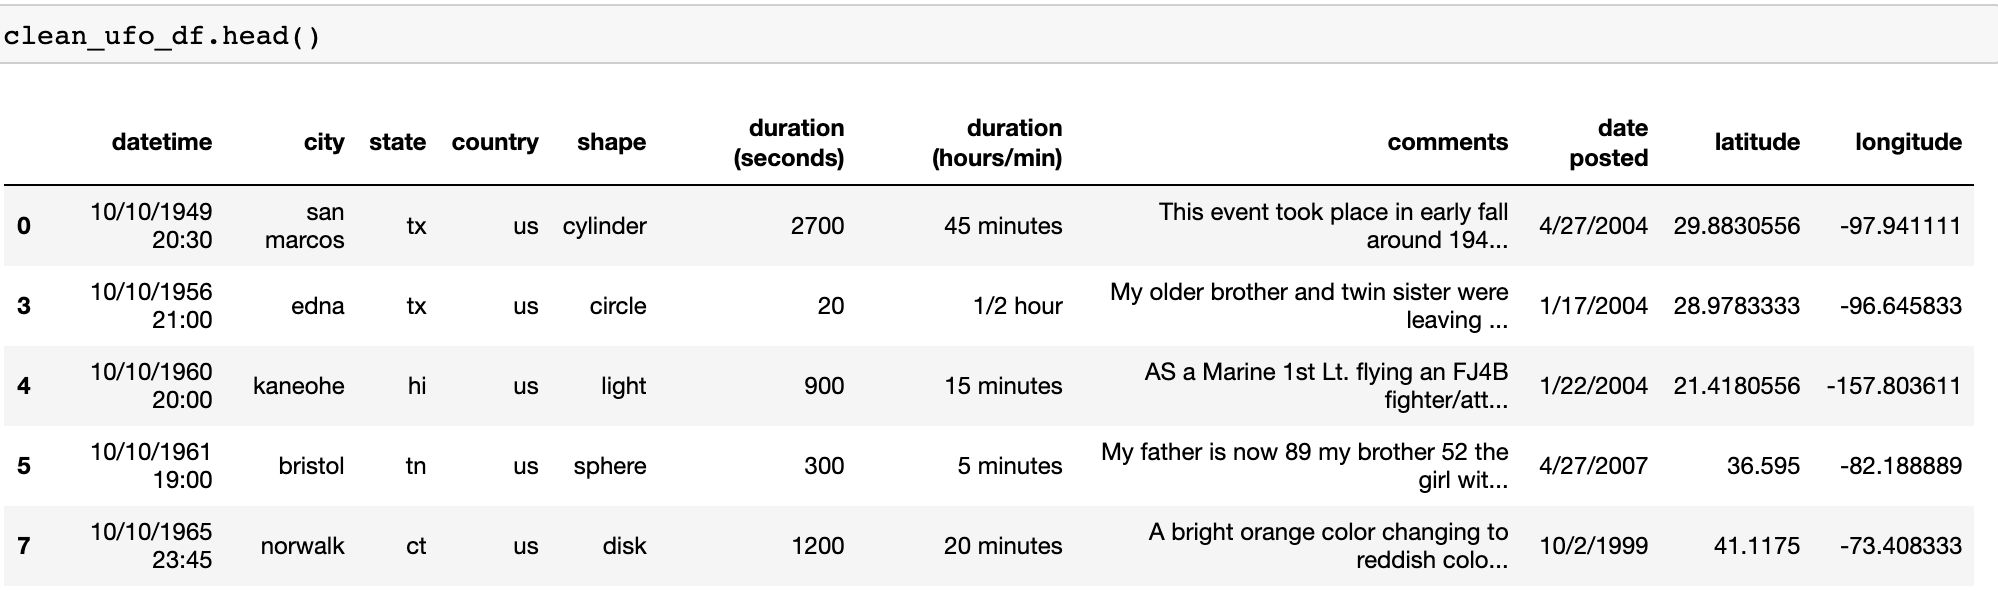 clean_ufo_df.head()
datetime city state country shape duration (seconds) duration (hours/min) comments date posted latitude longitude
0 10/10/1949 20:30 san marcos tx us cylinder 2700 45 minutes This event took place in early fall around 194... 4/27/2004 29.8830556 -97.941111
3 10/10/1956 21:00 edna tx us circle 20 1/2 hour My older brother and twin sister were leaving ... 1/17/2004 28.9783333 -96.645833
4 10/10/1960 20:00 kaneohe hi us light 900 15 minutes AS a Marine 1st Lt. flying an FJ4B fighter/att... 1/22/2004 21.4180556 -157.803611
5 10/10/1961 19:00 bristol tn us sphere 300 5 minutes My father is now 89 my brother 52 the girl wit... 4/27/2007 36.595 -82.188889
7 10/10/1965 23:45 norwalk ct us disk 1200 20 minutes A bright orange color changing to reddish colo... 10/2/1999 41.1175 -73.408333